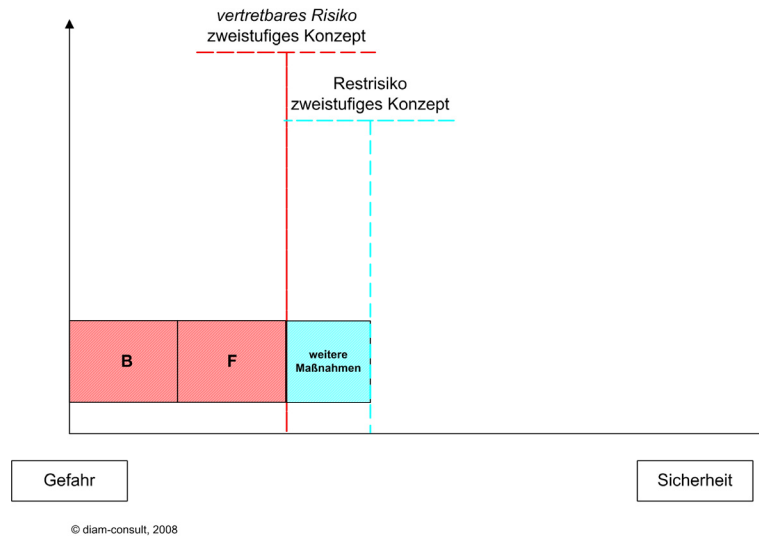 vertretbares Risiko
zweistufiges Konzept
Restrisiko
zweistufiges Konzept
B
F
weitere
Maßnahmen
Gefahr
Sicherheit
© diam-consult, 2008